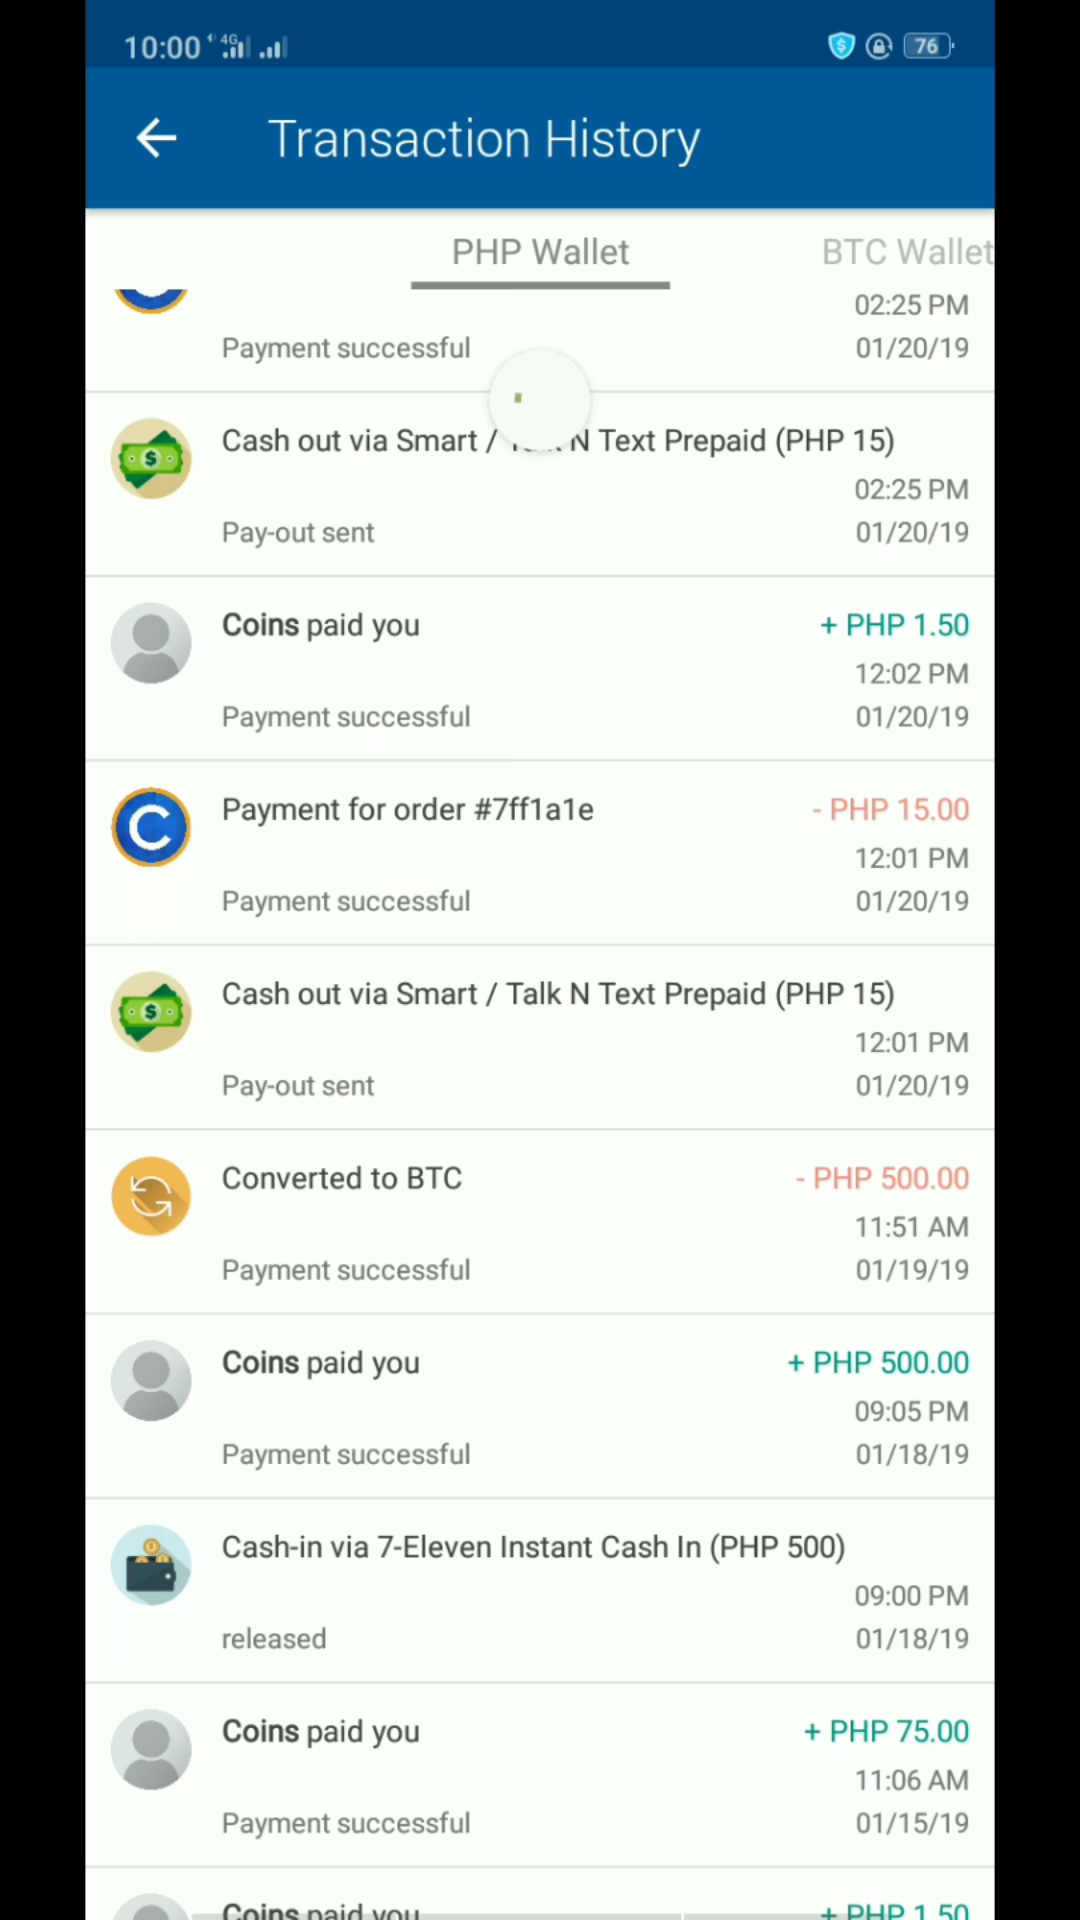 10:00 4G 76
Transaction History
PHP Wallet BTC Wallet
02:25 PM
Payment successful 01/20/19
Cash out via Smart / N Text Prepaid (PHP 15)
02:25 PM
Pay-out sent 01/20/19
Coins paid you + PHP 1.50
12:02 PM
Payment successful 01/20/19
Payment for order #7ff1a1e - PHP 15.00
12:01 PM
Payment successful 01/20/19
Cash out via Smart / Talk N Text Prepaid (PHP 15)
12:01 PM
Pay-out sent 01/20/19
Converted to BTC - PHP 500.00
11:51 AM
Payment successful 01/19/19
Coins paid you + PHP 500.00
09:05 PM
Payment successful 01/18/19
Cash-in via 7-Eleven Instant Cash In (PHP 500)
09:00 PM
released 01/18/19
Coins paid you + PHP 75.00
11:06 AM
Payment successful 01/15/19
Coins paid you + PHP 1.50